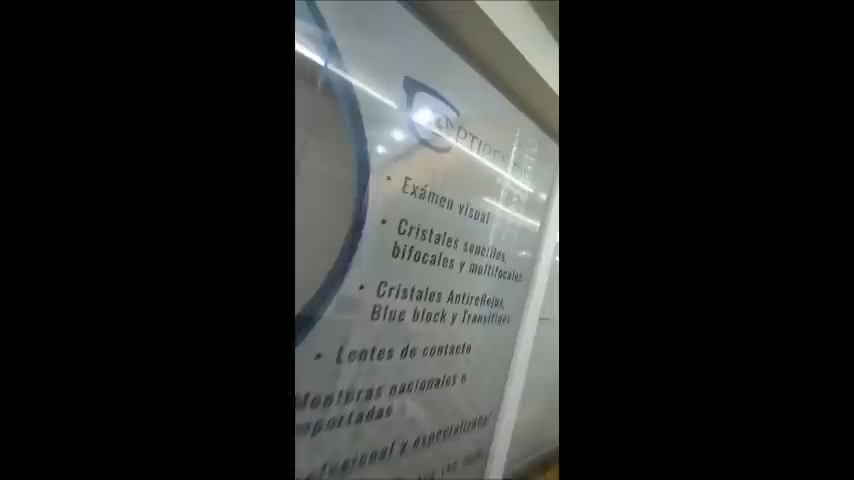 • Exámen visual
• Cristales sencillos,
bifocales y multifocales
• Cristales Antireflejos,
Blue block y Transitions
• Lentes de contacto
Monturas nacionales o
importadas
y